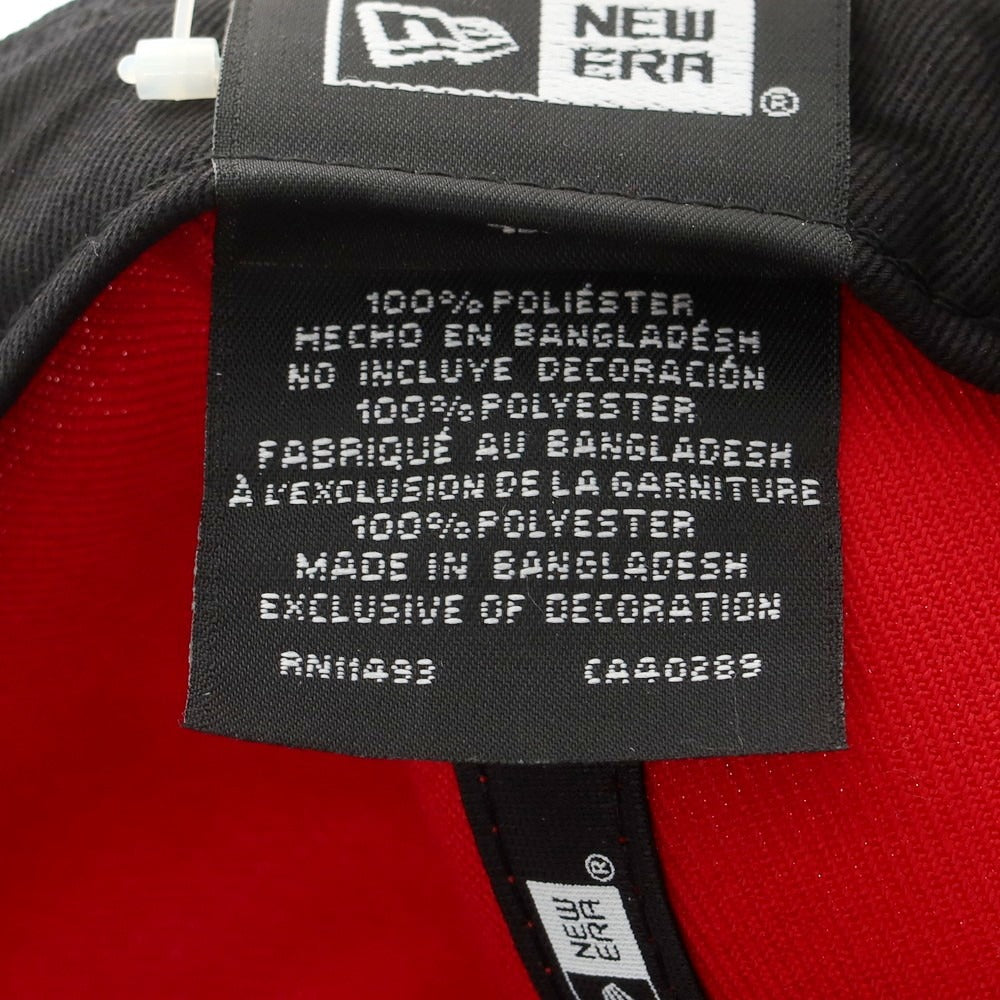 NEW
ERA
®
100% POLIÉSTER
HECHO EN BANGLADÉSH
NO INCLUYE DECORACIÓN
100% POLYESTER
FABRIQUÉ AU BANGLADESH
À L'EXCLUSION DE LA GARNITURE
100% POLYESTER
MADE IN BANGLADESH
EXCLUSIVE OF DECORATION
RN11493 CA40289
NEW
ERA
®